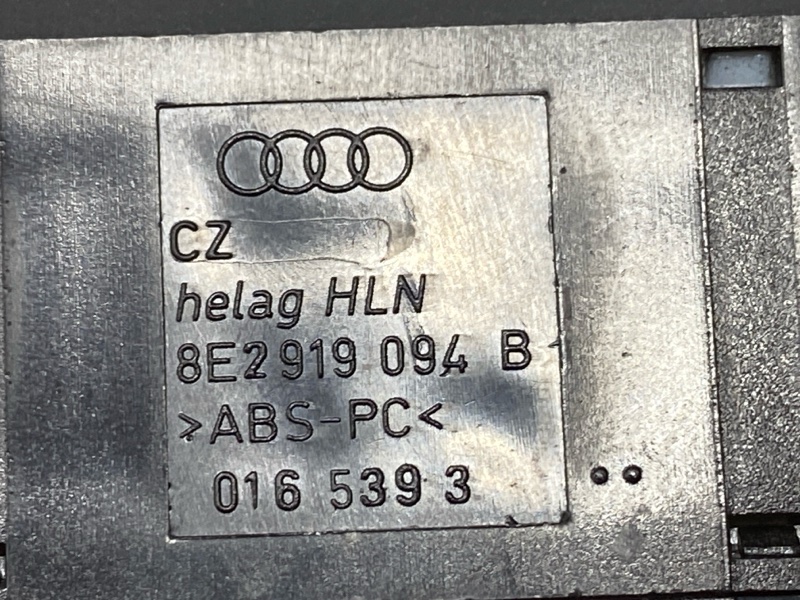 CZ
helag HLN
8E2 919 094 B
>ABS-PC<
016 539 3